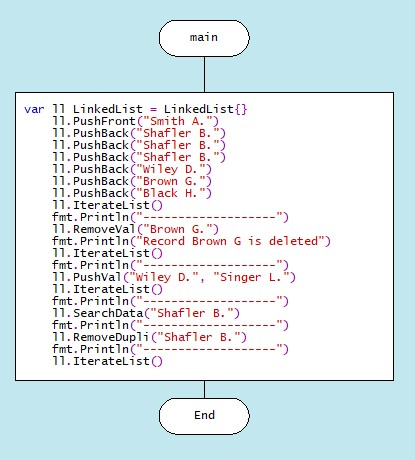 main
var ll LinkedList = LinkedList{}
ll.PushFront("Smith A.")
ll.PushBack("Shafler B.")
ll.PushBack("Shafler B.")
ll.PushBack("Shafler B.")
ll.PushBack("Wiley D.")
ll.PushBack("Brown G.")
ll.PushBack("Black H.")
ll.IterateList()
fmt.Println("-------------------")
ll.RemoveVal("Brown G.")
fmt.Println("Record Brown G is deleted")
ll.IterateList()
fmt.Println("-------------------")
ll.PushVal("Wiley D.", "Singer L.")
ll.IterateList()
fmt.Println("-------------------")
ll.SearchData("Shafler B.")
fmt.Println("-------------------")
ll.RemoveDupli("Shafler B.")
fmt.Println("-------------------")
ll.IterateList()
End